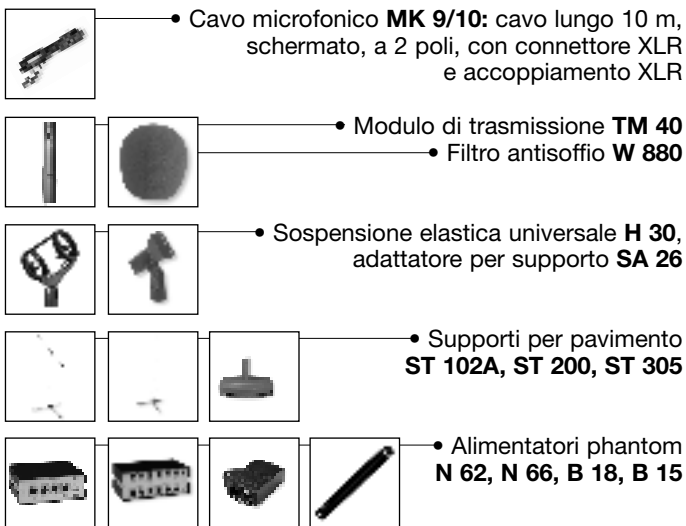 • Cavo microfonico MK 9/10: cavo lungo 10 m,
schermato, a 2 poli, con connettore XLR
e accoppiamento XLR
• Modulo di trasmissione TM 40
• Filtro antisoffio W 880
• Sospensione elastica universale H 30,
adattatore per supporto SA 26
• Supporti per pavimento
ST 102A, ST 200, ST 305
• Alimentatori phantom
N 62, N 66, B 18, B 15